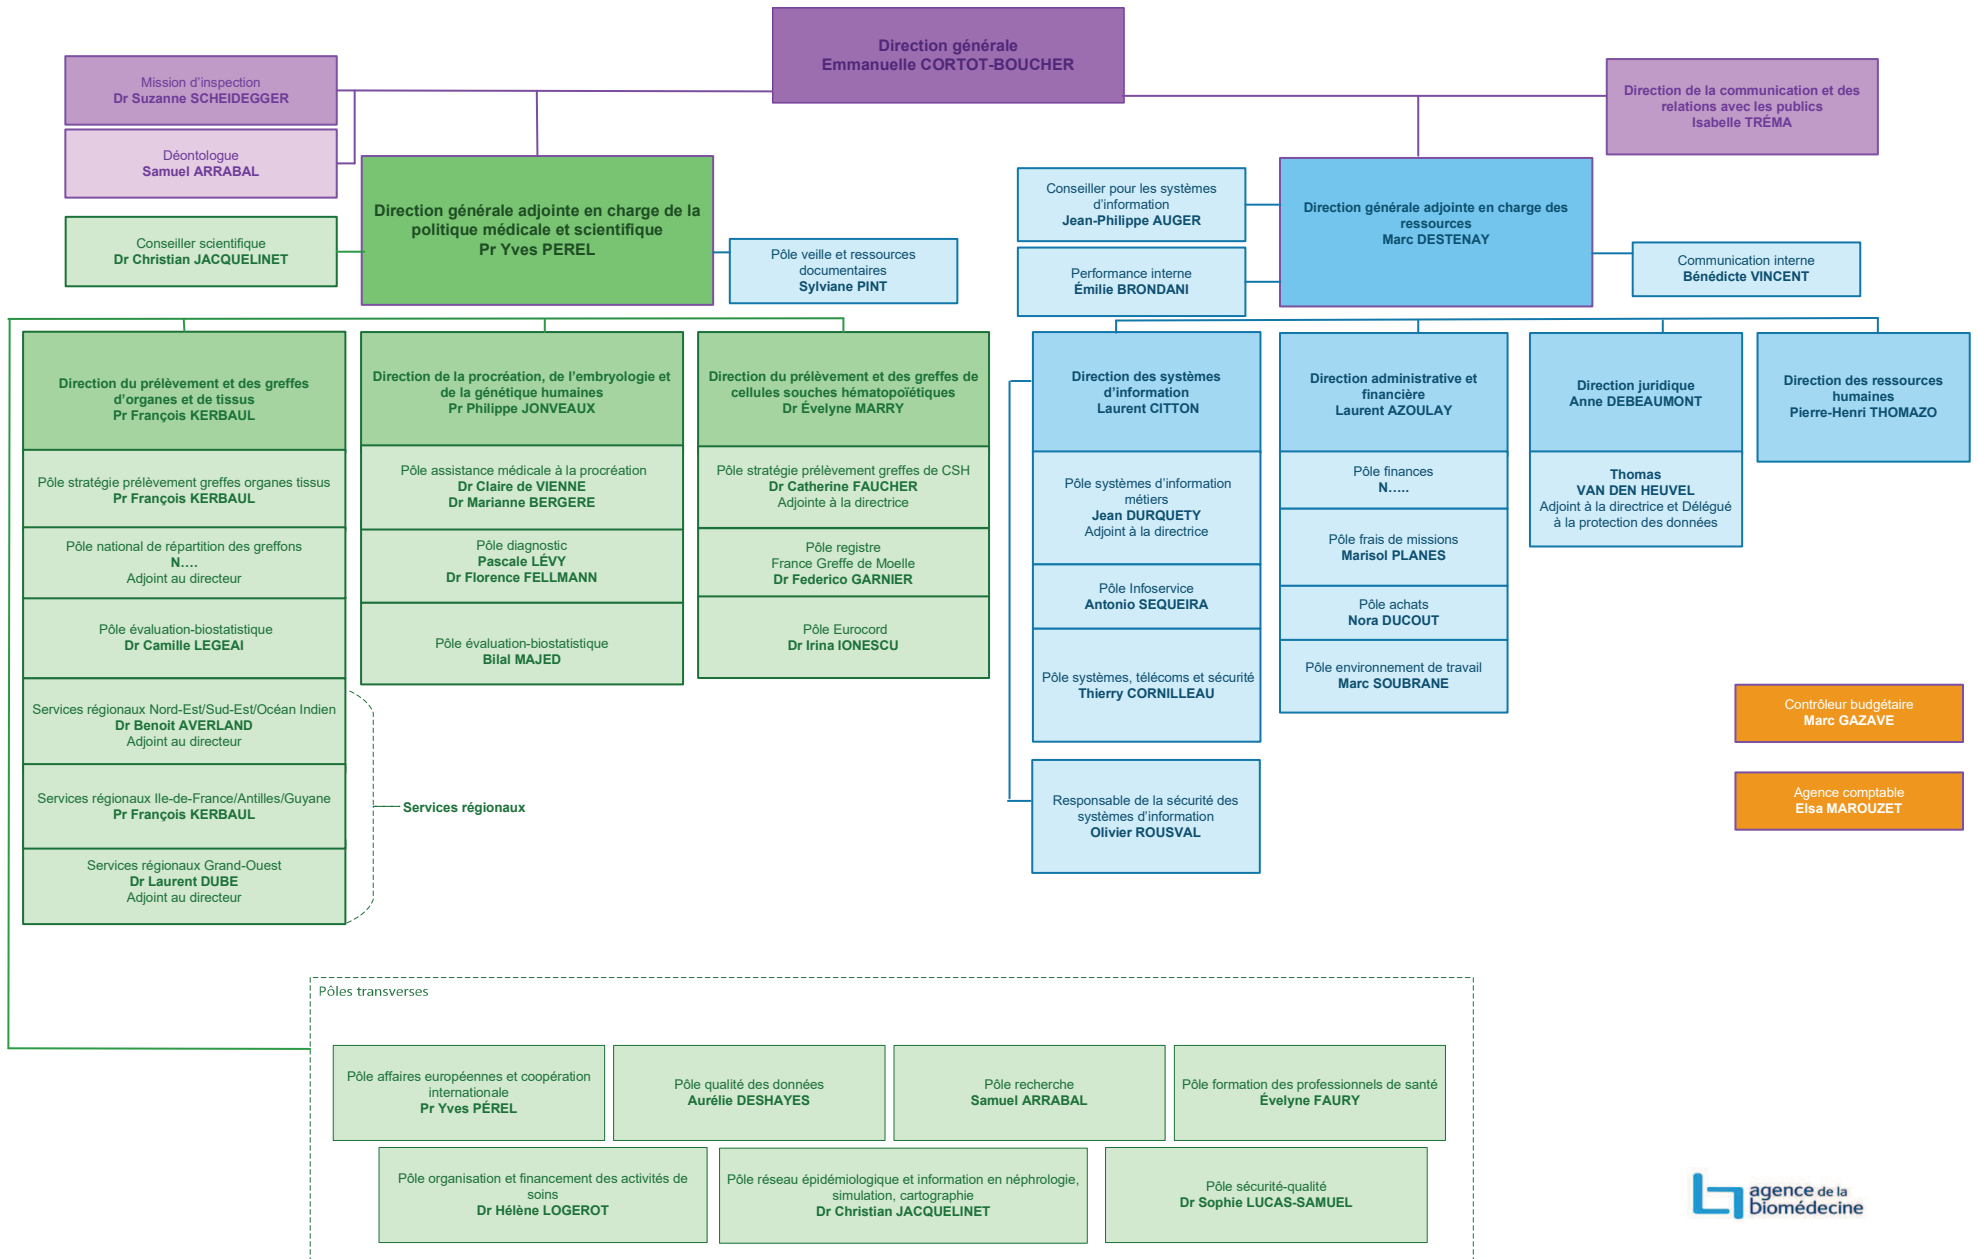 Direction générale
Emmanuelle CORTOT-BOUCHER
Mission d'inspection
Dr Suzanne SCHEIDEGGER
Déontologue
Samuel ARRABAL
Direction de la communication et des
relations avec les publics
Isabelle TRÉMA
Direction générale adjointe en charge de la
politique médicale et scientifique
Pr Yves PEREL
Conseiller scientifique
Dr Christian JACQUELINET
Pôle veille et ressources
documentaires
Sylviane PINT
Conseiller pour les systèmes
d'information
Jean-Philippe AUGER
Performance interne
Émilie BRONDANI
Direction générale adjointe en charge des
ressources
Marc DESTENAY
Communication interne
Bénédicte VINCENT
Direction du prélèvement et des greffes
d'organes et de tissus
Pr François KERBAUL
Pôle stratégie prélèvement greffes organes tissus
Pr François KERBAUL
Pôle national de répartition des greffons
N....
Adjoint au directeur
Pôle évaluation-biostatistique
Dr Camille LEGEAI
Services régionaux Nord-Est/Sud-Est/Océan Indien
Dr Benoit AVERLAND
Adjoint au directeur
Services régionaux Ile-de-France/Antilles/Guyane
Pr François KERBAUL
Services régionaux Grand-Ouest
Dr Laurent DUBE
Adjoint au directeur
Services régionaux
Direction de la procréation, de l'embryologie et
de la génétique humaines
Pr Philippe JONVEAUX
Pôle assistance médicale à la procréation
Dr Claire de VIENNE
Dr Marianne BERGERE
Pôle diagnostic
Pascale LÉVY
Dr Florence FELLMANN
Pôle évaluation-biostatistique
Bilal MAJED
Direction du prélèvement et des greffes de
cellules souches hématopoïétiques
Dr Évelyne MARRY
Pôle stratégie prélèvement greffes de CSH
Dr Catherine FAUCHER
Adjointe à la directrice
Pôle registre
France Greffe de Moelle
Dr Federico GARNIER
Pôle Eurocord
Dr Irina IONESCU
Direction des systèmes
d'information
Laurent CITTON
Pôle systèmes d'information
métiers
Jean DURQUETY
Adjoint à la directrice
Pôle Infoservice
Antonio SEQUEIRA
Pôle systèmes, télécoms et sécurité
Thierry CORNILLEAU
Responsable de la sécurité des
systèmes d'information
Olivier ROUSVAL
Direction administrative et
financière
Laurent AZOULAY
Pôle finances
N.....
Pôle frais de missions
Marisol PLANES
Pôle achats
Nora DUCOUT
Pôle environnement de travail
Marc SOUBRANE
Direction juridique
Anne DEBEAUMONT
Thomas
VAN DEN HEUVEL
Adjoint à la directrice et Délégué
à la protection des données
Direction des ressources
humaines
Pierre-Henri THOMAZO
Contrôleur budgétaire
Marc GAZAVE
Agence comptable
Elsa MAROUZET
Pôles transverses
Pôle affaires européennes et coopération
internationale
Pr Yves PÉREL
Pôle qualité des données
Aurélie DESHAYES
Pôle recherche
Samuel ARRABAL
Pôle formation des professionnels de santé
Évelyne FAURY
Pôle organisation et financement des activités de
soins
Dr Hélène LOGEROT
Pôle réseau épidémiologique et information en néphrologie,
simulation, cartographie
Dr Christian JACQUELINET
Pôle sécurité-qualité
Dr Sophie LUCAS-SAMUEL
agence de la
biomédecine